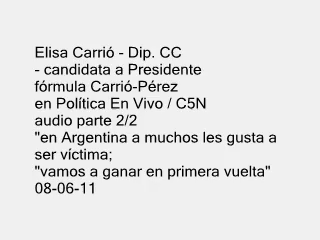 Elisa Carrió - Dip. CC
- candidata a Presidente
fórmula Carrió-Pérez
en Política En Vivo / C5N
audio parte 2/2
"en Argentina a muchos les gusta a
ser víctima;
"vamos a ganar en primera vuelta"
08-06-11